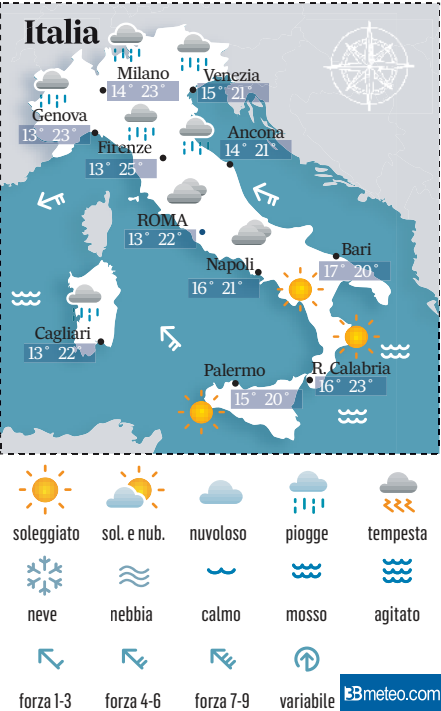 Italia
Milano
14° 23°
Venezia
15° 21°
Genova
13° 23°
Firenze
13° 25°
Ancona
14° 21°
ROMA
13° 22°
Bari
17° 20°
Napoli
16° 21°
Cagliari
13° 22°
Palermo
15° 20°
R. Calabria
16° 23°
soleggiato sol. e nub. nuvoloso piogge tempesta
neve nebbia calmo mosso agitato
forza 1-3 forza 4-6 forza 7-9 variabile
3Bmeteo.com